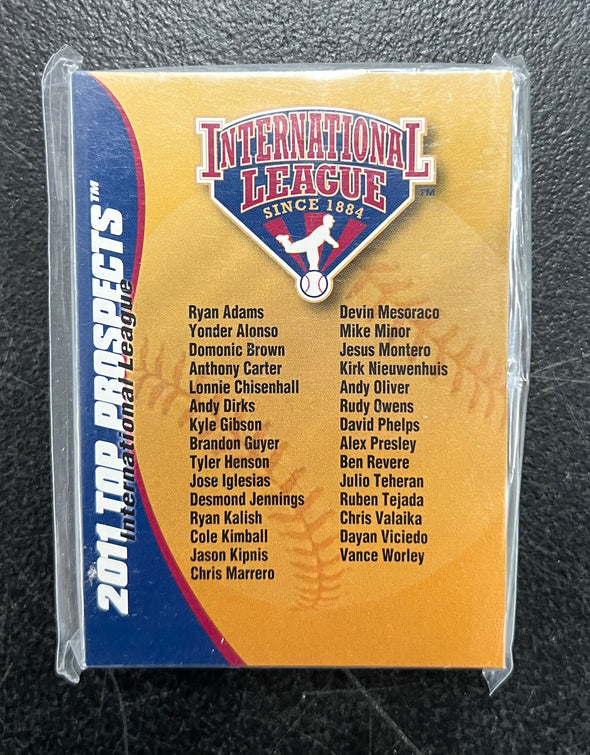 2011 TOP PROSPECTS™
International League
INTERNATIONAL
LEAGUE
SINCE 1884
TM
Ryan Adams
Yonder Alonso
Domonic Brown
Anthony Carter
Lonnie Chisenhall
Andy Dirks
Kyle Gibson
Brandon Guyer
Tyler Henson
Jose Iglesias
Desmond Jennings
Ryan Kalish
Cole Kimball
Jason Kipnis
Chris Marrero
Devin Mesoraco
Mike Minor
Jesus Montero
Kirk Nieuwenhuis
Andy Oliver
Rudy Owens
David Phelps
Alex Presley
Ben Revere
Julio Teheran
Ruben Tejada
Chris Valaika
Dayan Viciedo
Vance Worley